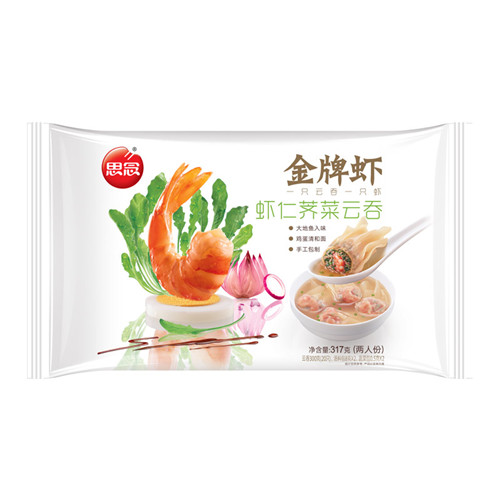 思念
®
金牌虾
一只云吞一只虾
虾仁荠菜云吞
• 大地鱼入味
• 鸡蛋清和面
• 手工包制
净含量:317克 (两人份)